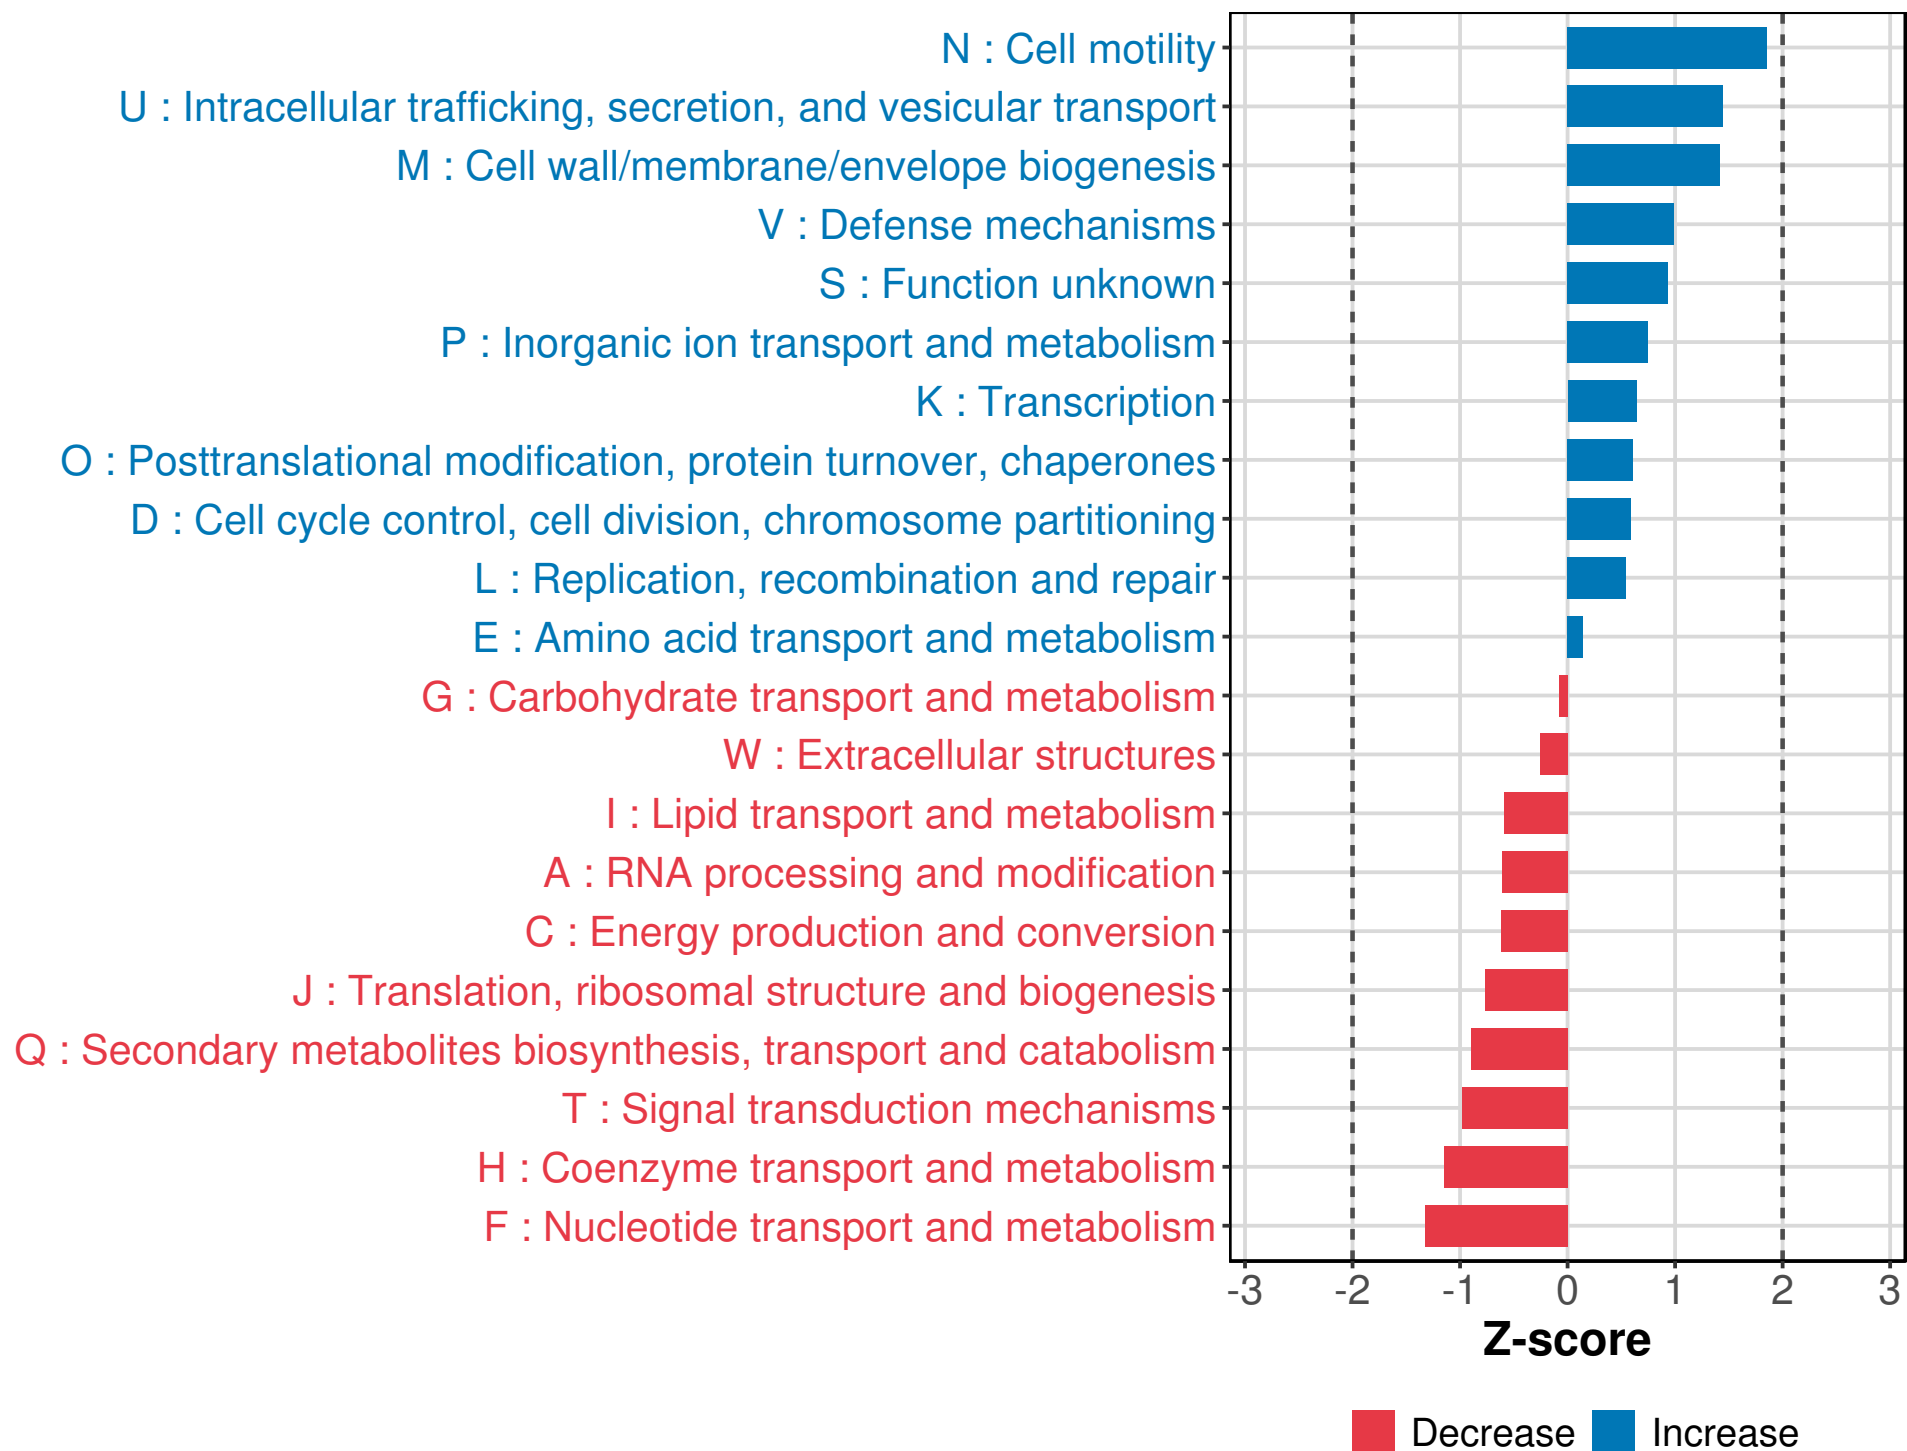 N : Cell motility
U : Intracellular trafficking, secretion, and vesicular transport
M : Cell wall/membrane/envelope biogenesis
V : Defense mechanisms
S : Function unknown
P : Inorganic ion transport and metabolism
K : Transcription
O : Posttranslational modification, protein turnover, chaperones
D : Cell cycle control, cell division, chromosome partitioning
L : Replication, recombination and repair
E : Amino acid transport and metabolism
G : Carbohydrate transport and metabolism
W : Extracellular structures
I : Lipid transport and metabolism
A : RNA processing and modification
C : Energy production and conversion
J : Translation, ribosomal structure and biogenesis
Q : Secondary metabolites biosynthesis, transport and catabolism
T : Signal transduction mechanisms
H : Coenzyme transport and metabolism
F : Nucleotide transport and metabolism
-3 -2 -1 0 1 2 3
Z-score
Decrease Increase